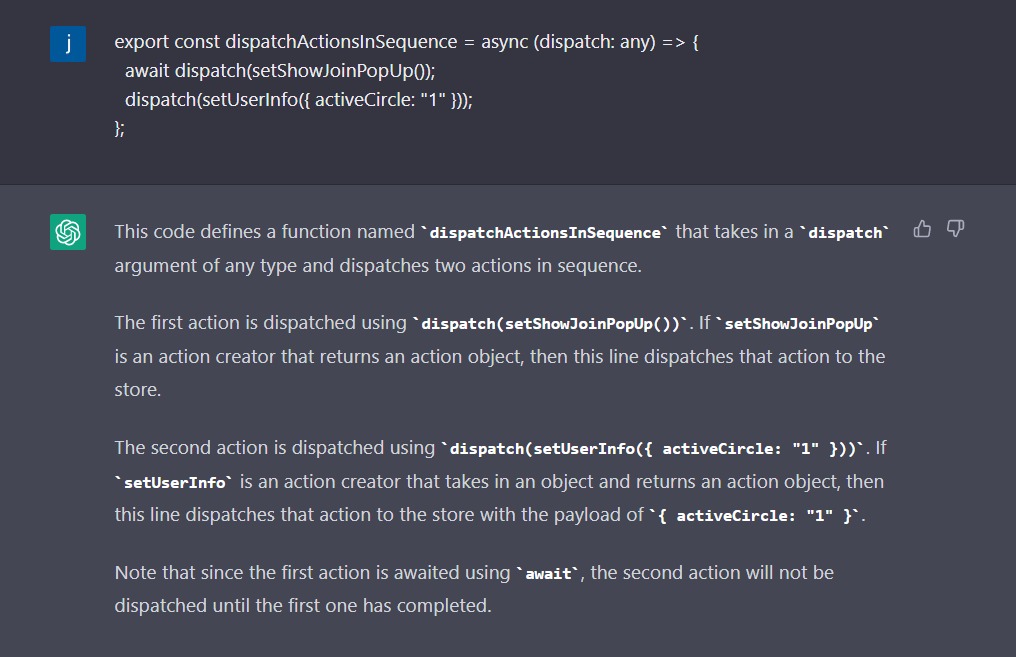 j
export const dispatchActionsInSequence = async (dispatch: any) => {
await dispatch(setShowJoinPopUp());
dispatch(setUserInfo({ activeCircle: "1" }));
};
This code defines a function named `dispatchActionsInSequence` that takes in a `dispatch`
argument of any type and dispatches two actions in sequence.
The first action is dispatched using `dispatch(setShowJoinPopUp())`. If `setShowJoinPopUp`
is an action creator that returns an action object, then this line dispatches that action to the
store.
The second action is dispatched using `dispatch(setUserInfo({ activeCircle: "1" }))`. If
`setUserInfo` is an action creator that takes in an object and returns an action object, then
this line dispatches that action to the store with the payload of `{ activeCircle: "1" }`.
Note that since the first action is awaited using `await`, the second action will not be
dispatched until the first one has completed.